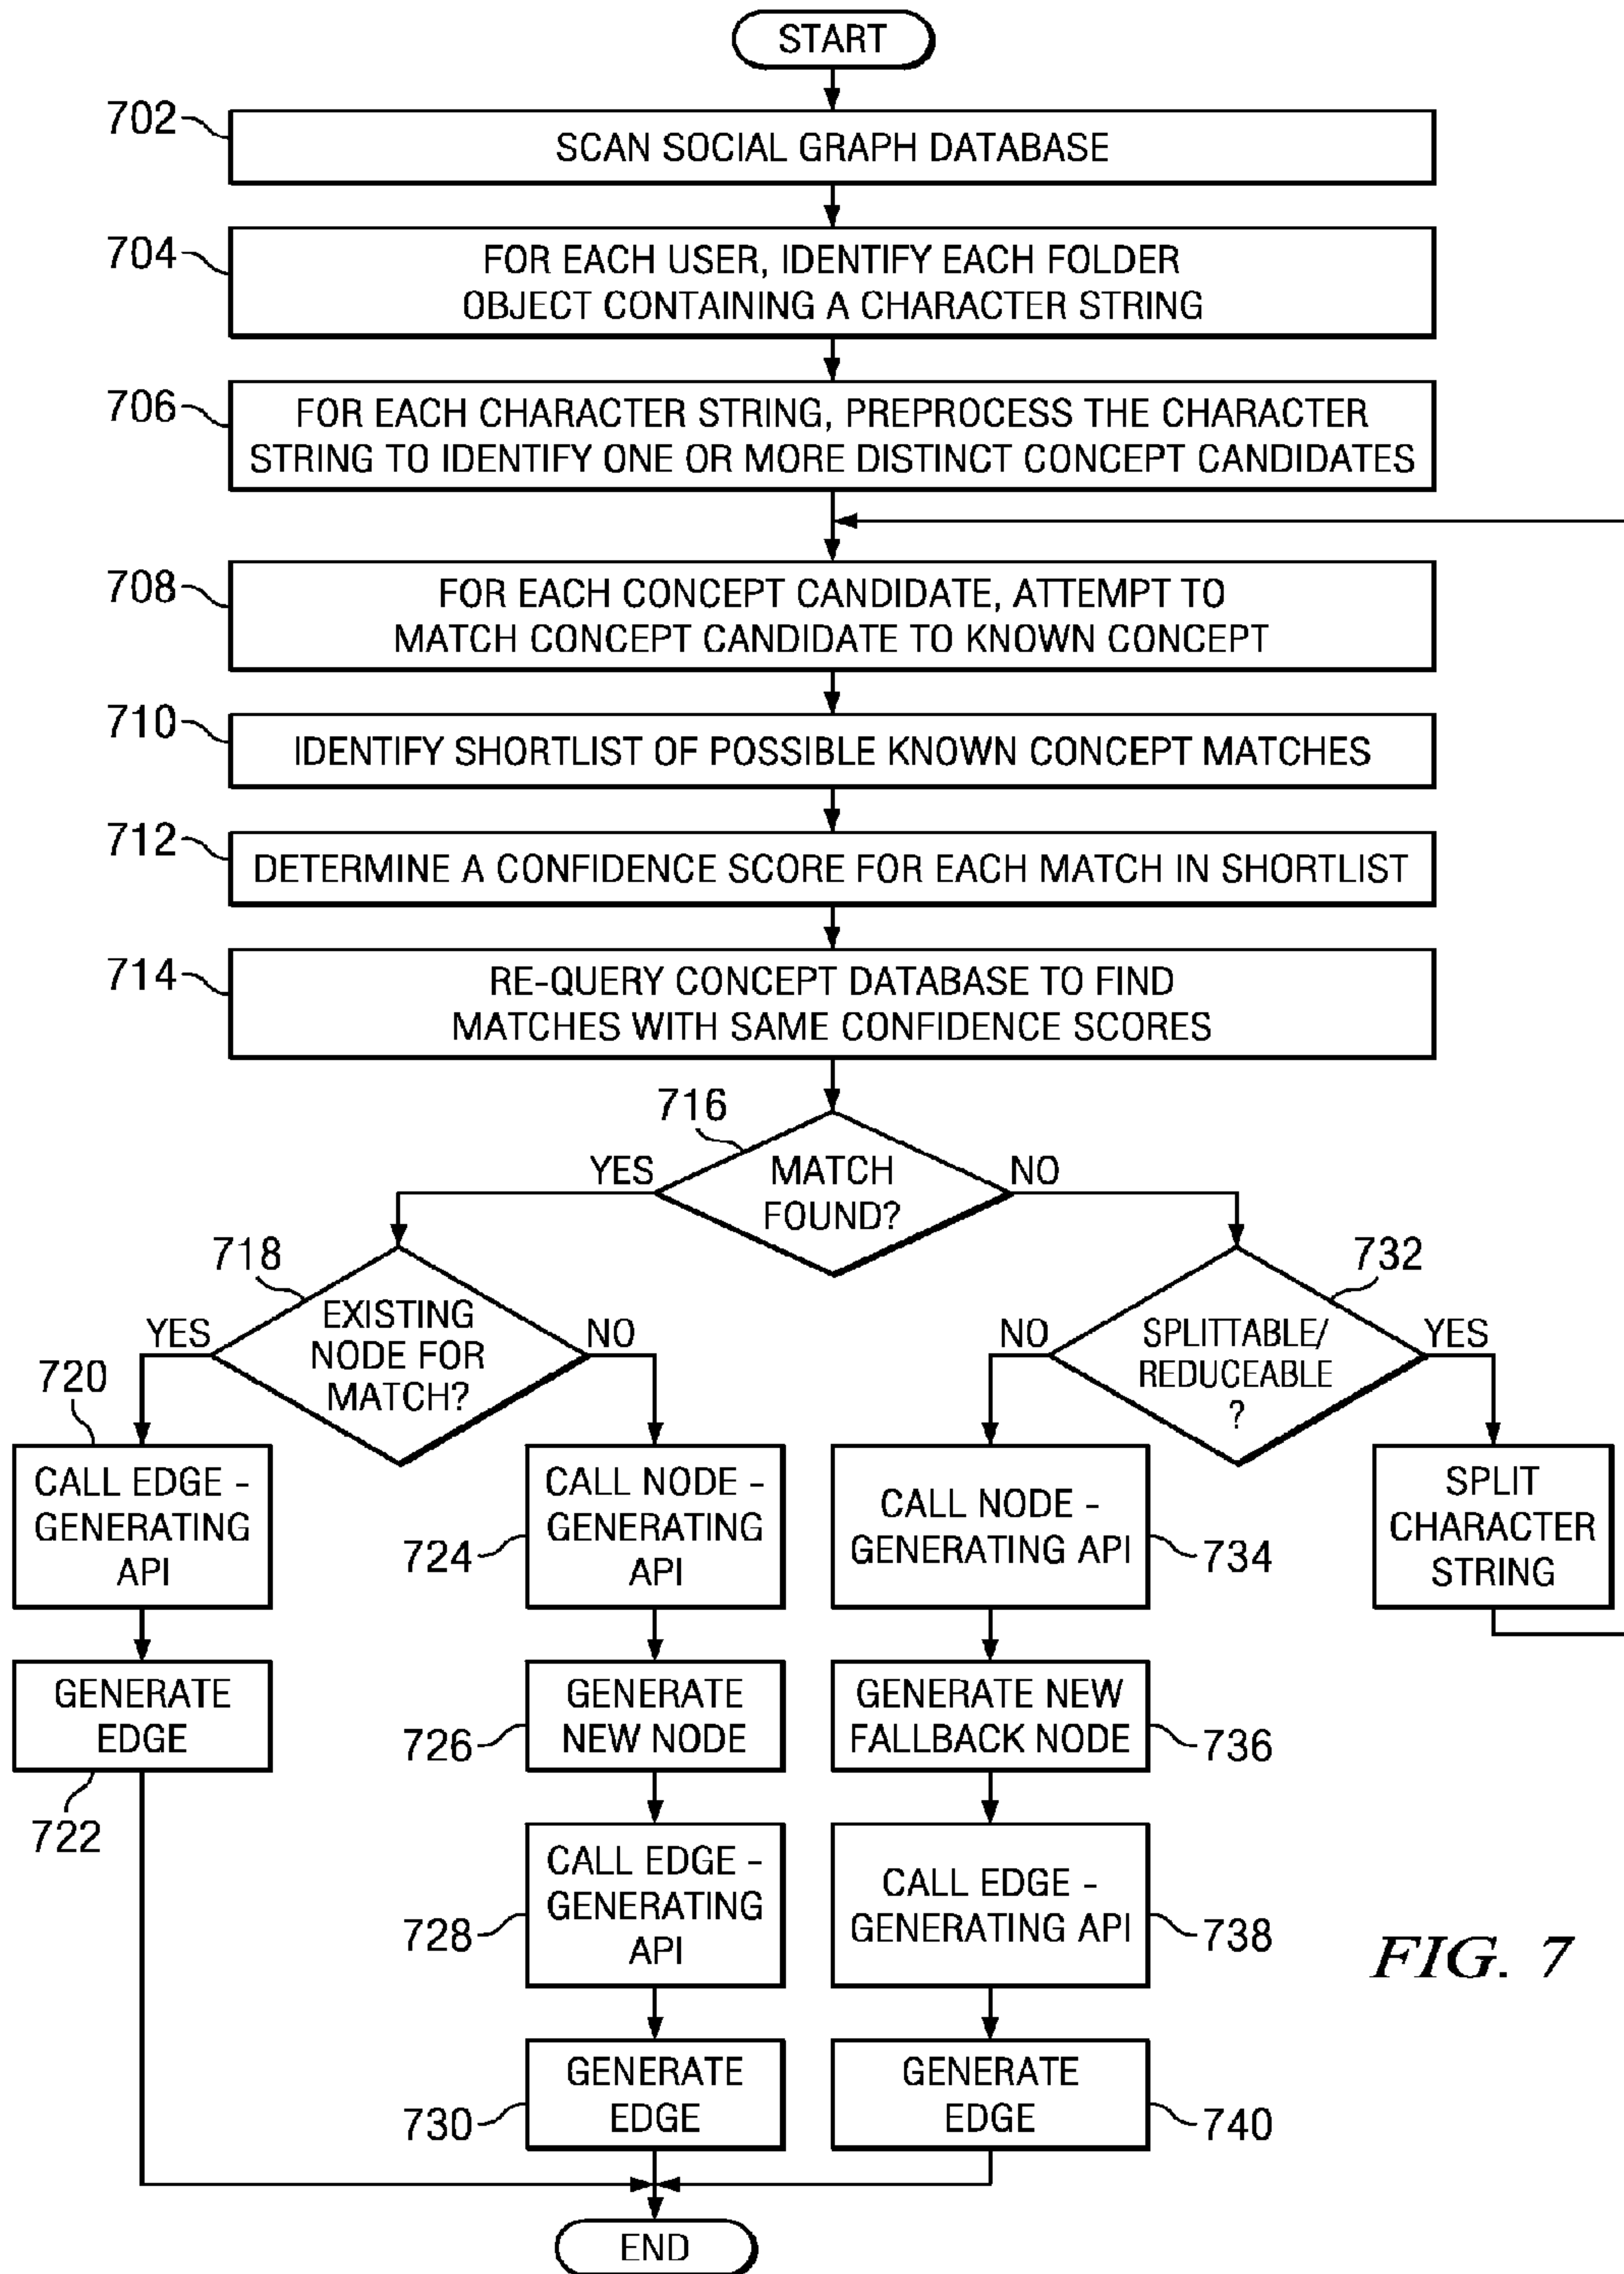 START
702
SCAN SOCIAL GRAPH DATABASE
704
FOR EACH USER, IDENTIFY EACH FOLDER
OBJECT CONTAINING A CHARACTER STRING
706
FOR EACH CHARACTER STRING, PREPROCESS THE CHARACTER
STRING TO IDENTIFY ONE OR MORE DISTINCT CONCEPT CANDIDATES
708
FOR EACH CONCEPT CANDIDATE, ATTEMPT TO
MATCH CONCEPT CANDIDATE TO KNOWN CONCEPT
710
IDENTIFY SHORTLIST OF POSSIBLE KNOWN CONCEPT MATCHES
712
DETERMINE A CONFIDENCE SCORE FOR EACH MATCH IN SHORTLIST
714
RE-QUERY CONCEPT DATABASE TO FIND
MATCHES WITH SAME CONFIDENCE SCORES
716
YES
MATCH
FOUND?
NO
718
YES
EXISTING
NODE FOR
MATCH?
NO
732
NO
SPLITTABLE/
REDUCEABLE
?
YES
720
CALL EDGE -
GENERATING
API
724
CALL NODE -
GENERATING
API
CALL NODE -
GENERATING API
734
SPLIT
CHARACTER
STRING
GENERATE
EDGE
722
726
GENERATE
NEW NODE
GENERATE NEW
FALLBACK NODE
736
728
CALL EDGE -
GENERATING
API
CALL EDGE -
GENERATING API
738
FIG. 7
730
GENERATE
EDGE
GENERATE
EDGE
740
END